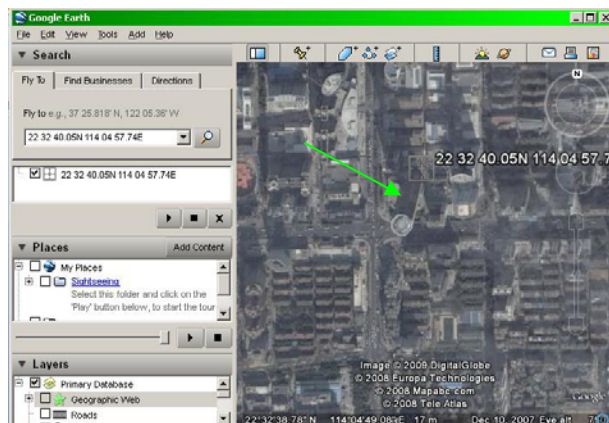 Google Earth
File Edit View Tools Add Help
Search
Fly To Find Businesses Directions
Fly to e.g., 37 25.818' N, 122 05.36' W
22 32 40.05N 114 04 57.74E
22 32 40.05N 114 04 57.74E
Places Add Content
My Places
Sightseeing
Select this folder and click on the
'Play' button below, to start the tour
Layers
Primary Database
Geographic Web
Roads
N
22 32 40.05N 114 04 57.7
Image © 2009 DigitalGlobe
© 2008 Europa Technologies
© 2008 Mapabc.com
© 2008 Tele Atlas
Google
22°32'38.78" N 114°04'49.08" E 17 m Dec 10, 2007 Eye alt